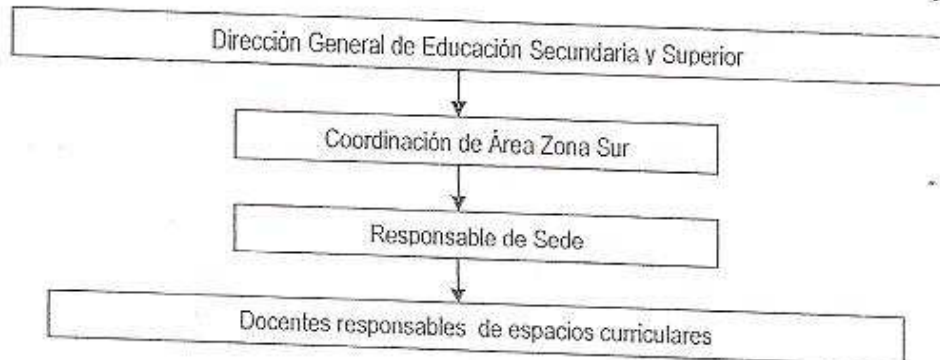 Dirección General de Educación Secundaria y Superior
Coordinación de Área Zona Sur
Responsable de Sede
Docentes responsables de espacios curriculares